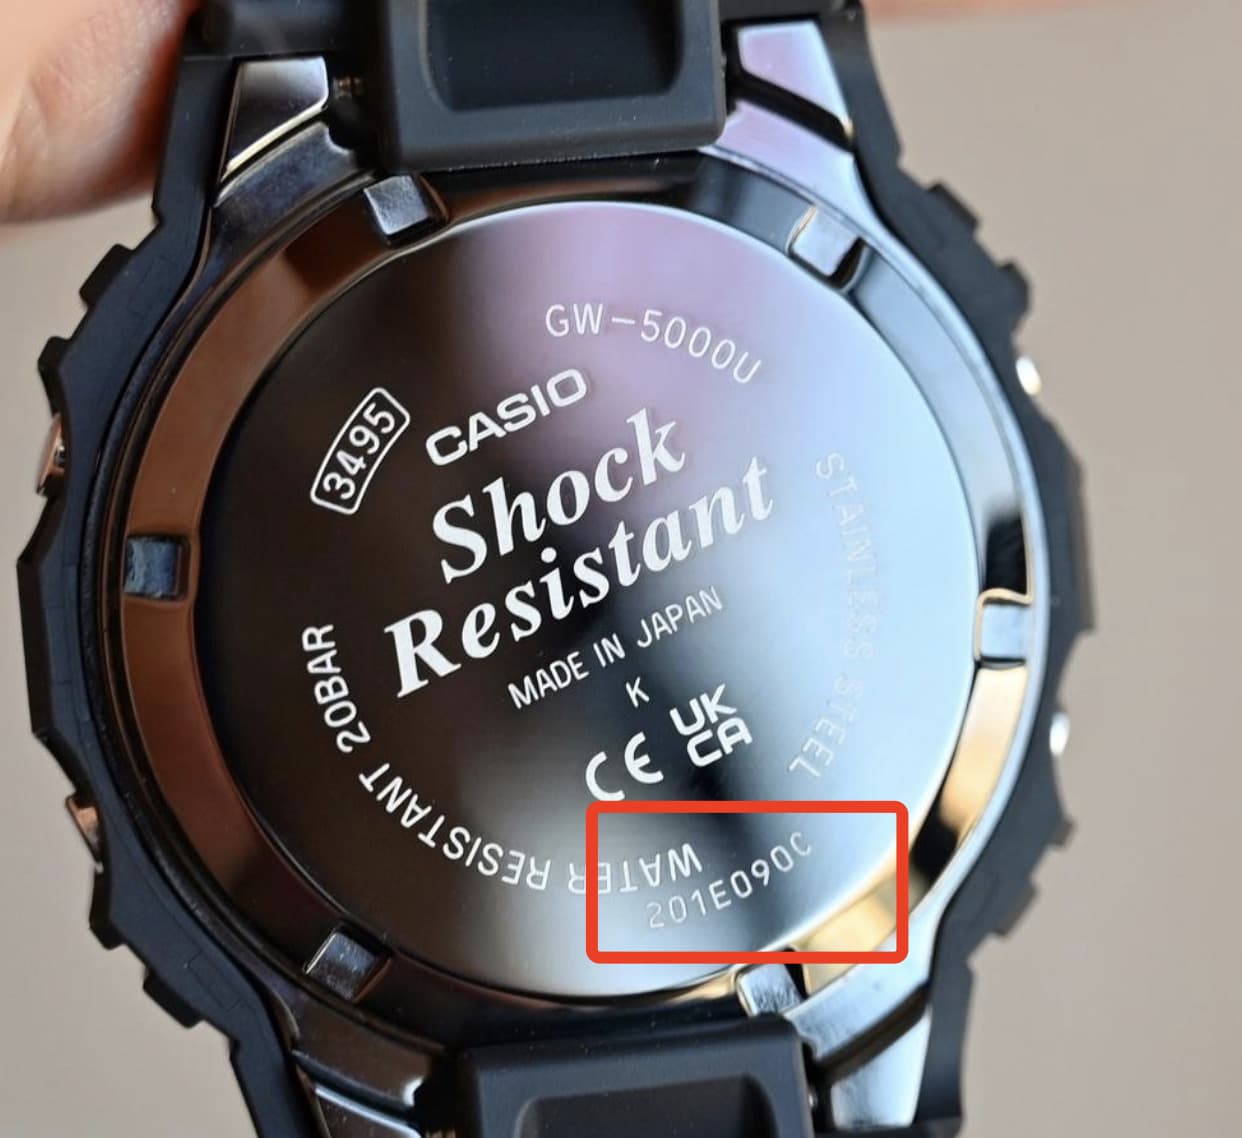 GW-5000U
3495
CASIO
Shock
Resistant
MADE IN JAPAN
K
CE
UK
CA
STAINLESS STEEL
WATER RESISTANT 20BAR
201E090C